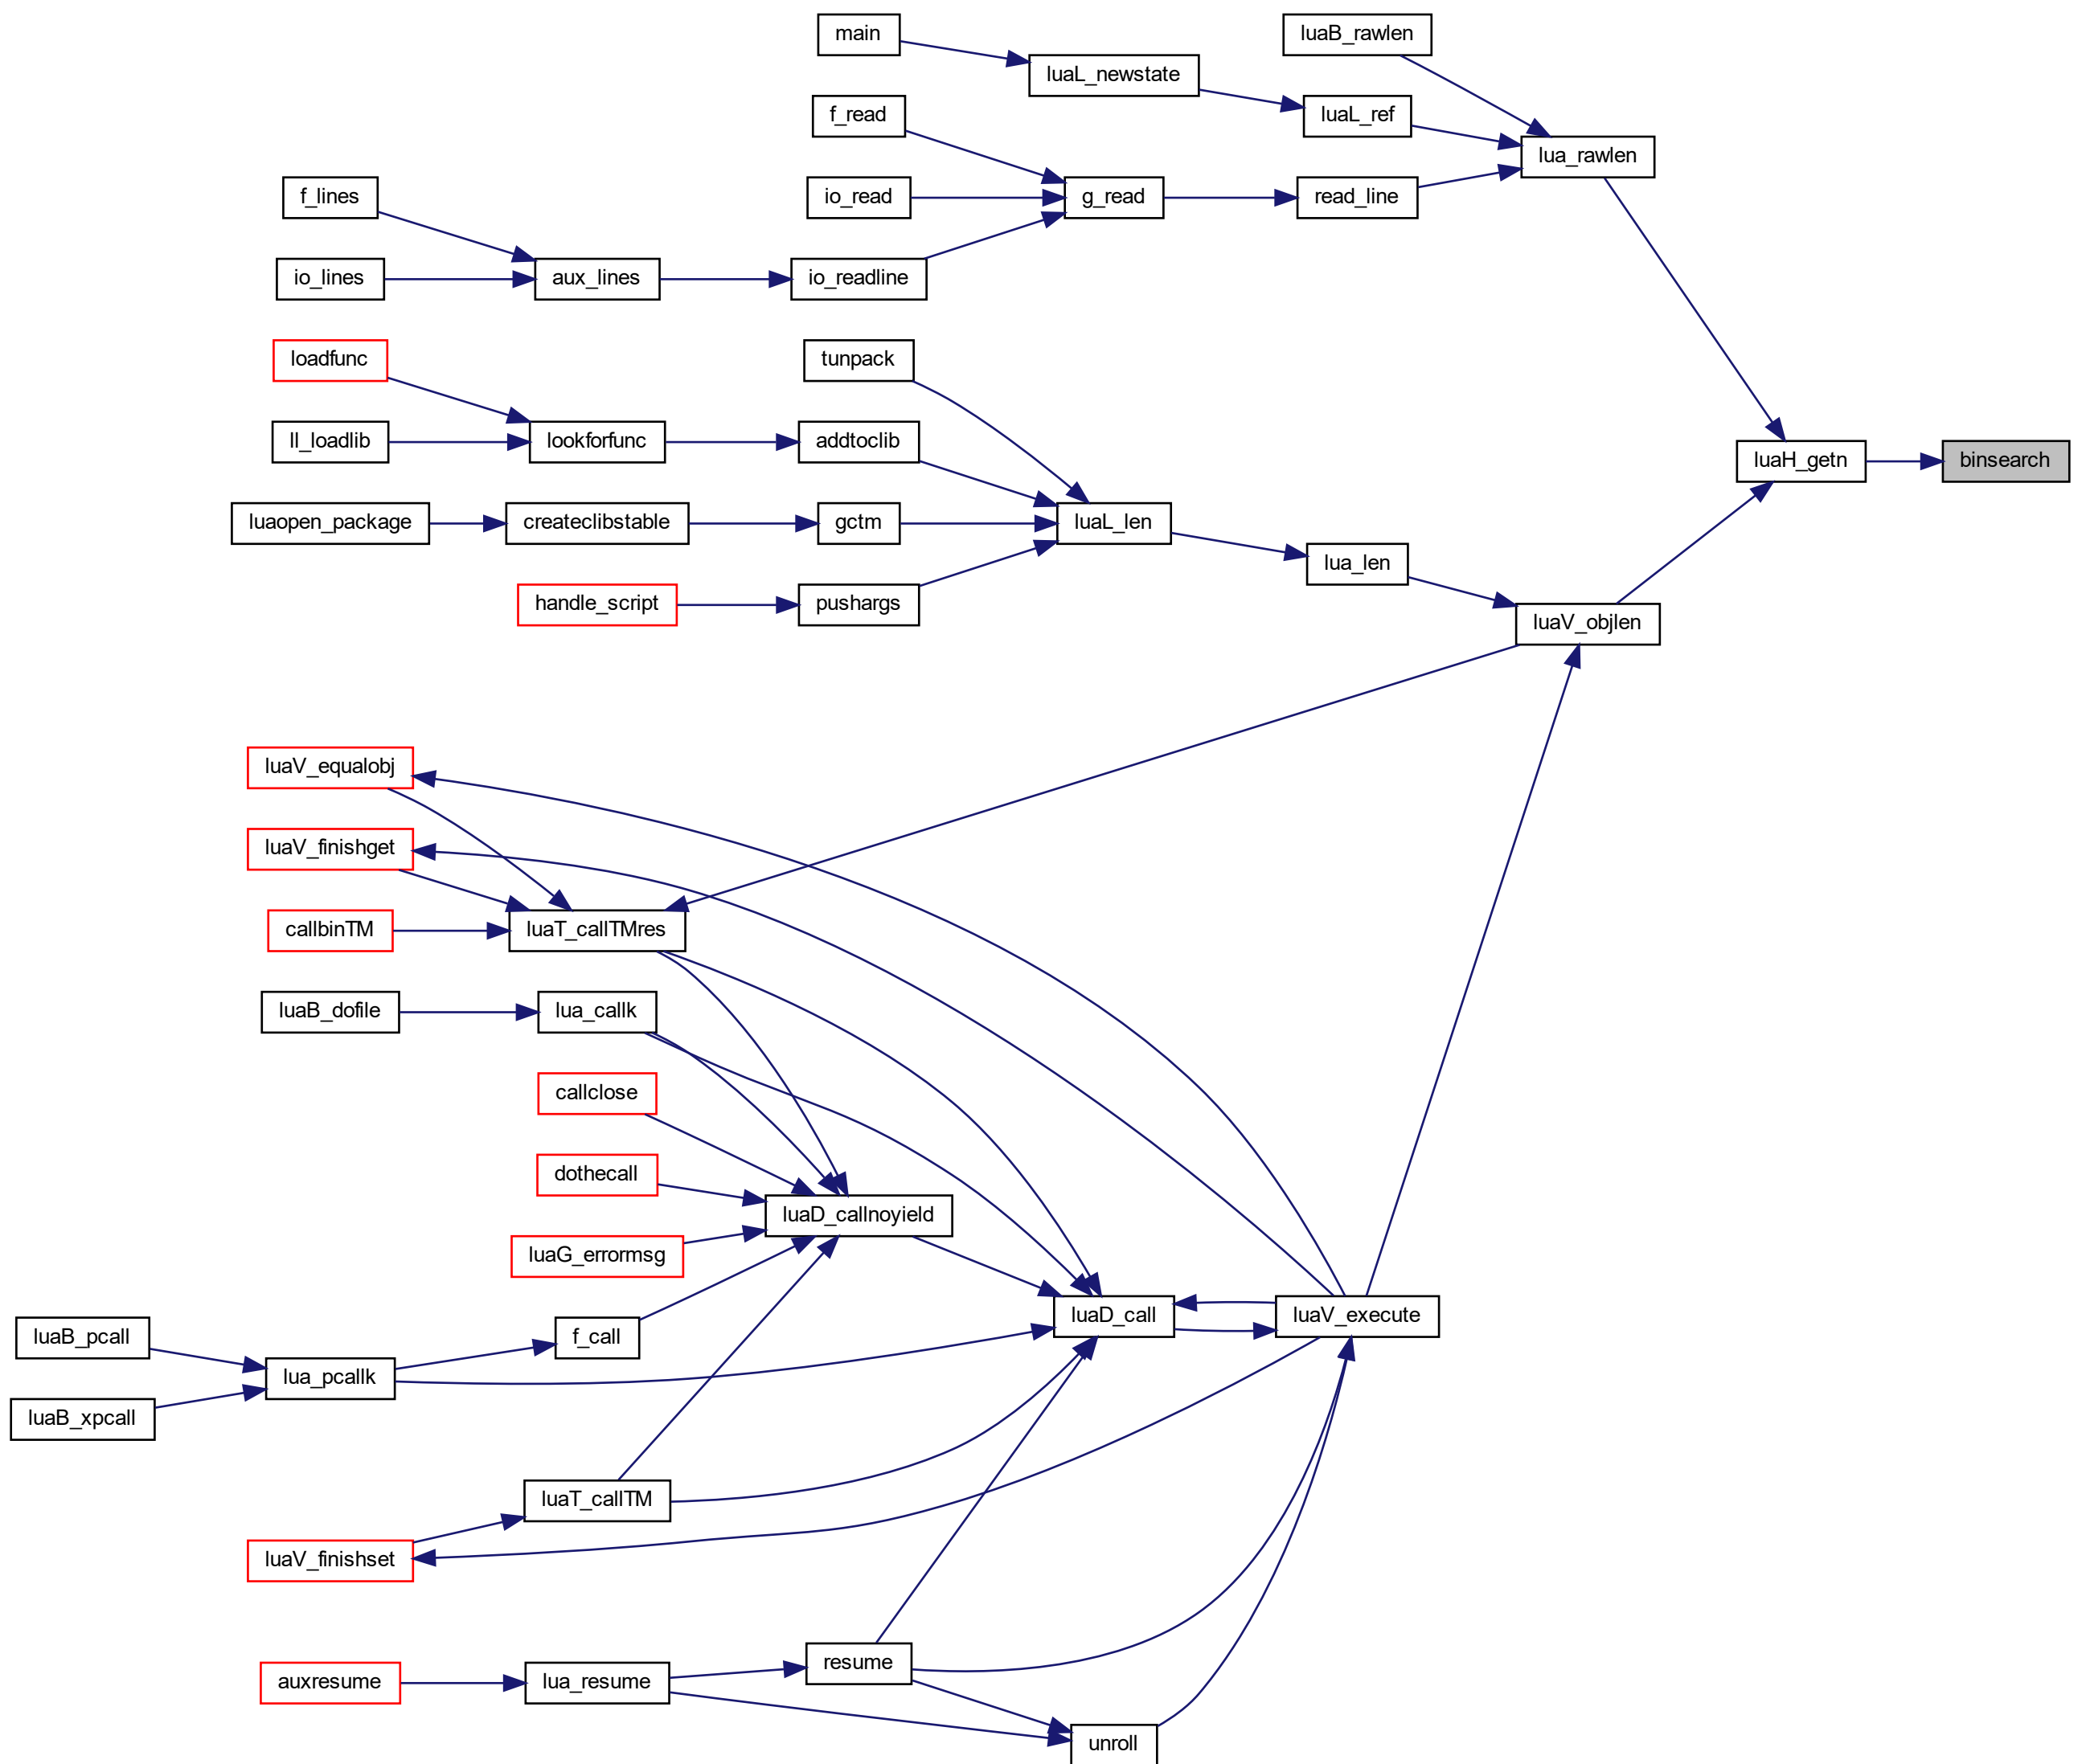 main
luaB_rawlen
luaL_newstate
f_read
luaL_ref
lua_rawlen
f_lines
io_read
g_read
read_line
io_lines
aux_lines
io_readline
loadfunc
tunpack
ll_loadlib
lookforfunc
addtoclib
luaH_getn
binsearch
luaopen_package
createclibstable
gctm
luaL_len
lua_len
handle_script
pushargs
luaV_objlen
luaV_equalobj
luaV_finishget
callbinTM
luaT_callTMres
luaB_dofile
lua_callk
callclose
dothecall
luaD_callnoyield
luaG_errormsg
luaB_pcall
f_call
luaD_call
luaV_execute
lua_pcallk
luaB_xpcall
luaT_callTM
luaV_finishset
resume
auxresume
lua_resume
unroll